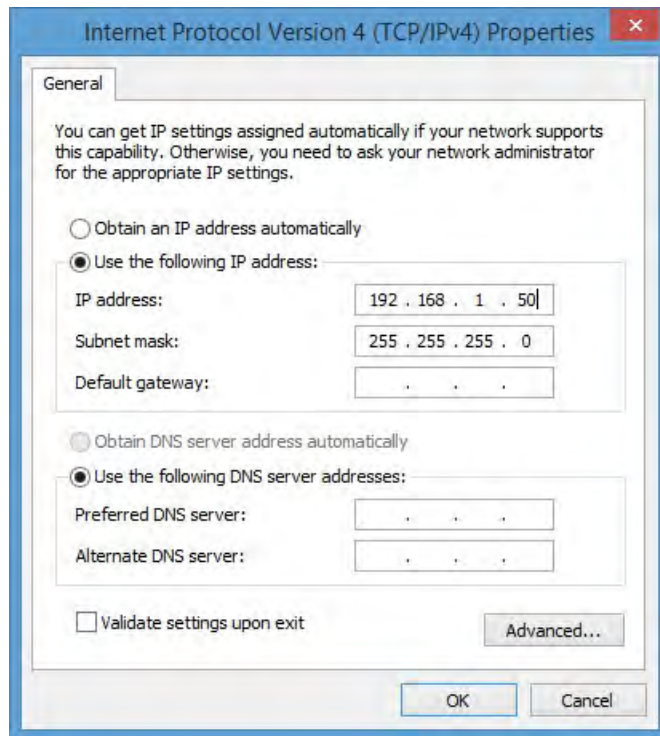 Internet Protocol Version 4 (TCP/IPv4) Properties
General
You can get IP settings assigned automatically if your network supports
this capability. Otherwise, you need to ask your network administrator
for the appropriate IP settings.
Obtain an IP address automatically
Use the following IP address:
IP address: 192 . 168 . 1 . 50
Subnet mask: 255 . 255 . 255 . 0
Default gateway: . . .
Obtain DNS server address automatically
Use the following DNS server addresses:
Preferred DNS server: . . .
Alternate DNS server: . . .
Validate settings upon exit
Advanced...
OK Cancel